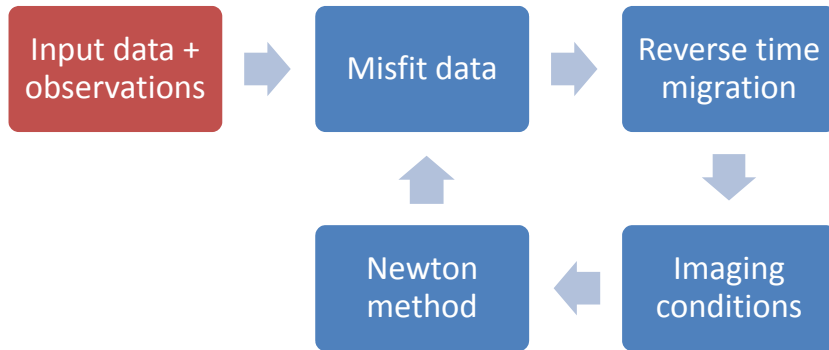 Input data +
observations
Misfit data
Reverse time
migration
Newton
method
Imaging
conditions